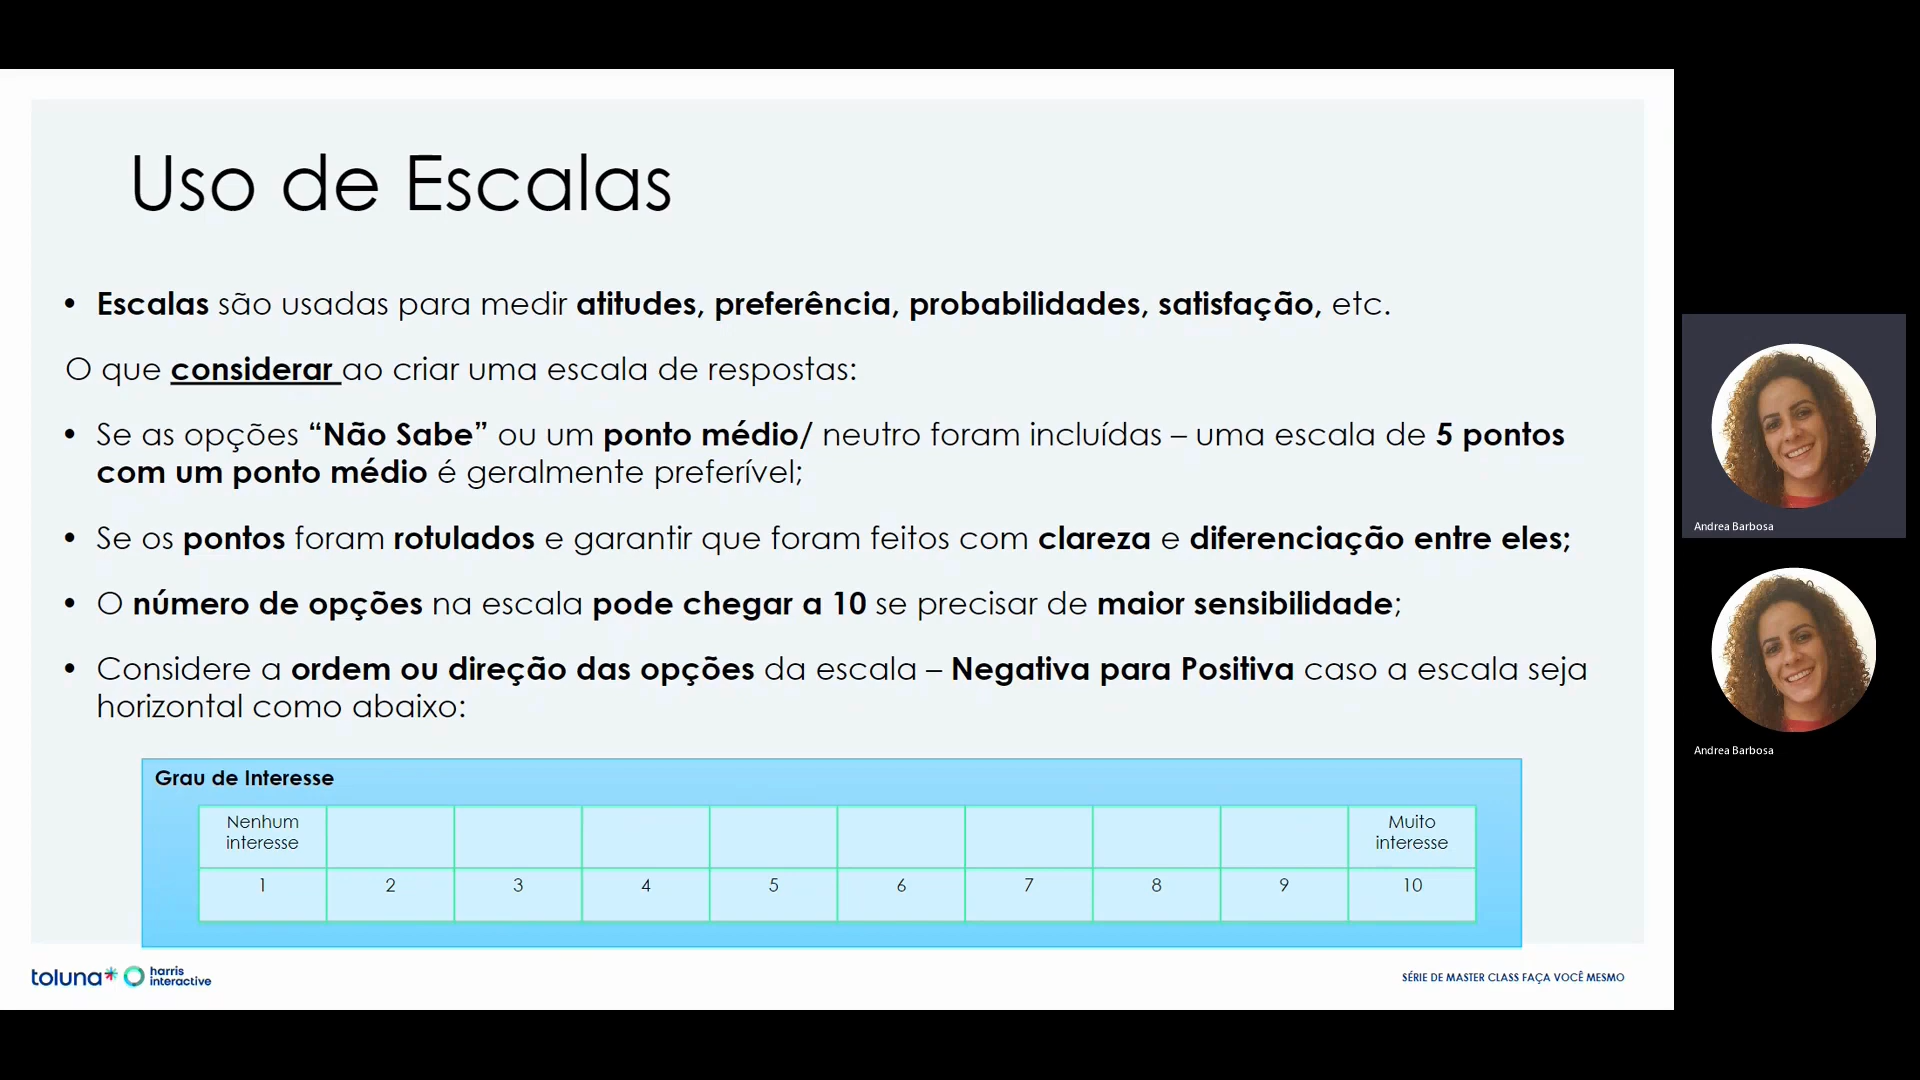 Uso de Escalas
• Escalas são usadas para medir atitudes, preferência, probabilidades, satisfação, etc.
O que considerar ao criar uma escala de respostas:
• Se as opções “Não Sabe” ou um ponto médio/ neutro foram incluídas – uma escala de 5 pontos
com um ponto médio é geralmente preferível;
• Se os pontos foram rotulados e garantir que foram feitos com clareza e diferenciação entre eles;
• O número de opções na escala pode chegar a 10 se precisar de maior sensibilidade;
• Considere a ordem ou direção das opções da escala – Negativa para Positiva caso a escala seja
horizontal como abaixo:
Grau de Interesse
Nenhum
interesse
Muito
interesse
1 2 3 4 5 6 7 8 9 10
toluna* harris
interactive
SÉRIE DE MASTER CLASS FAÇA VOCÊ MESMO
Andrea Barbosa
Andrea Barbosa